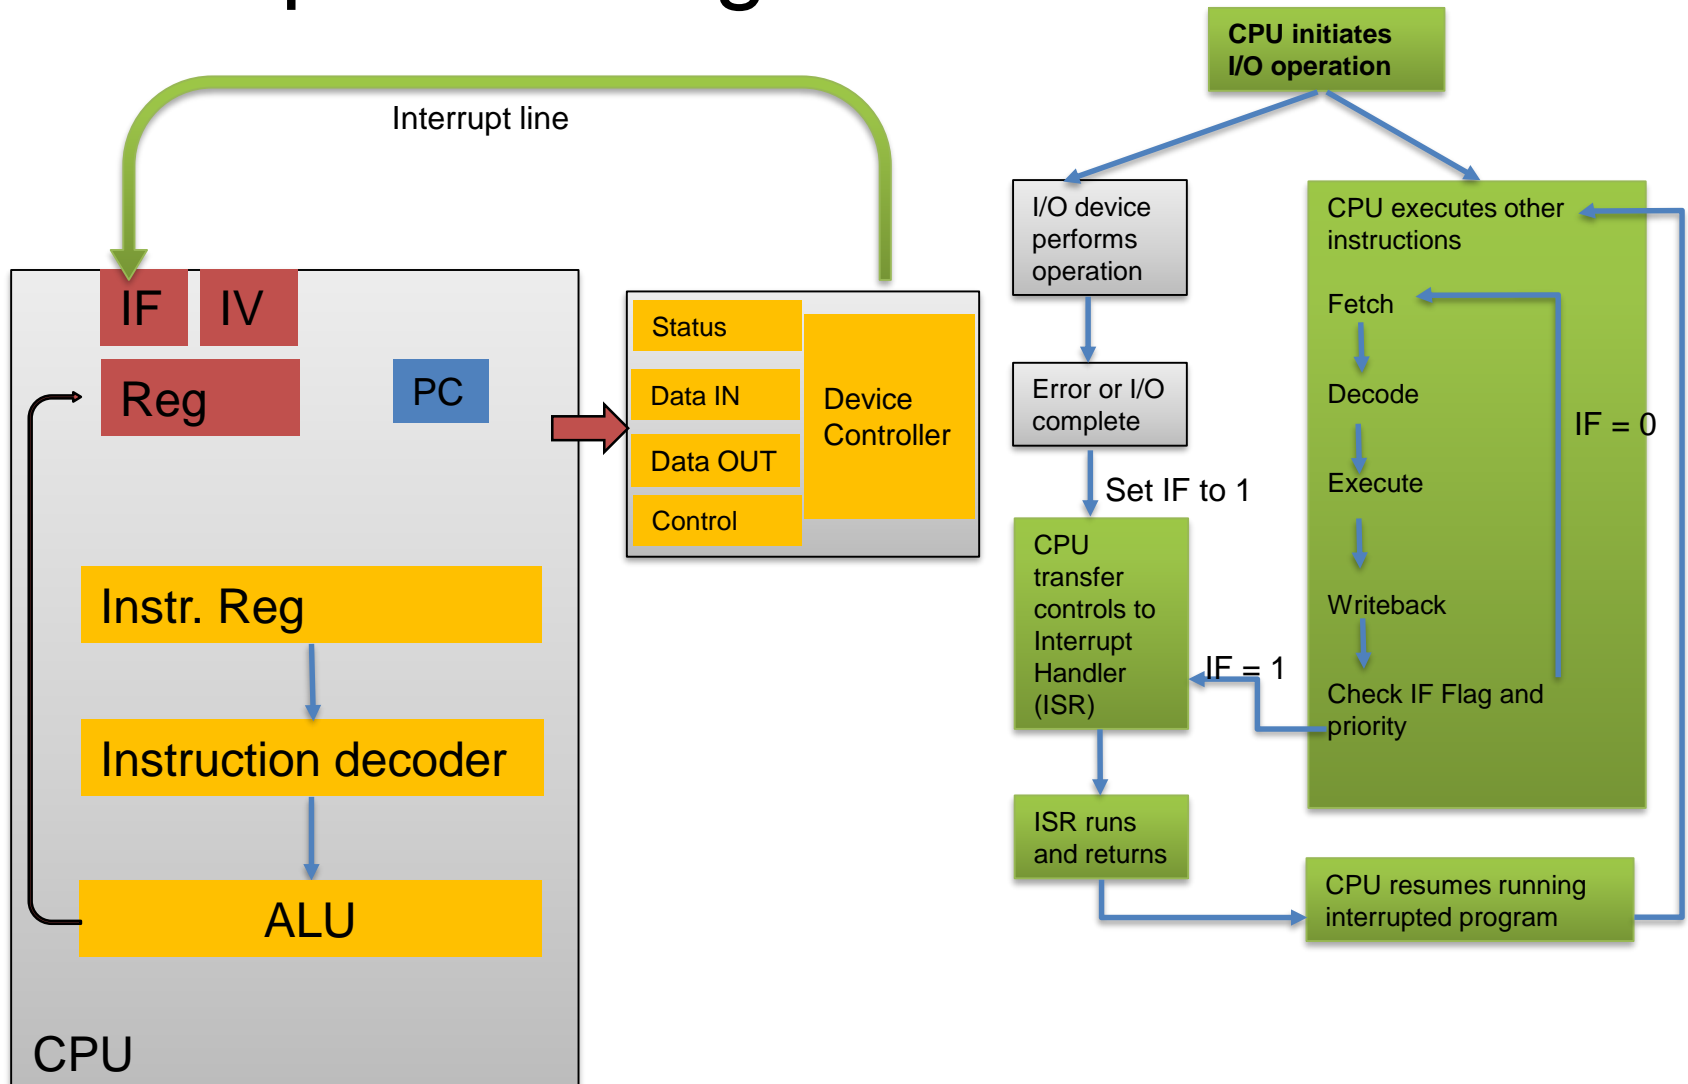 Interrupt line
IF
IV
Reg
PC
Instr. Reg
Instruction decoder
ALU
CPU
Status
Data IN
Data OUT
Control
Device
Controller
CPU initiates
I/O operation
I/O device
performs
operation
Error or I/O
complete
Set IF to 1
CPU
transfer
controls to
Interrupt
Handler
(ISR)
IF = 1
ISR runs
and returns
CPU executes other
instructions
Fetch
Decode
Execute
Writeback
Check IF Flag and
priority
IF = 0
CPU resumes running
interrupted program